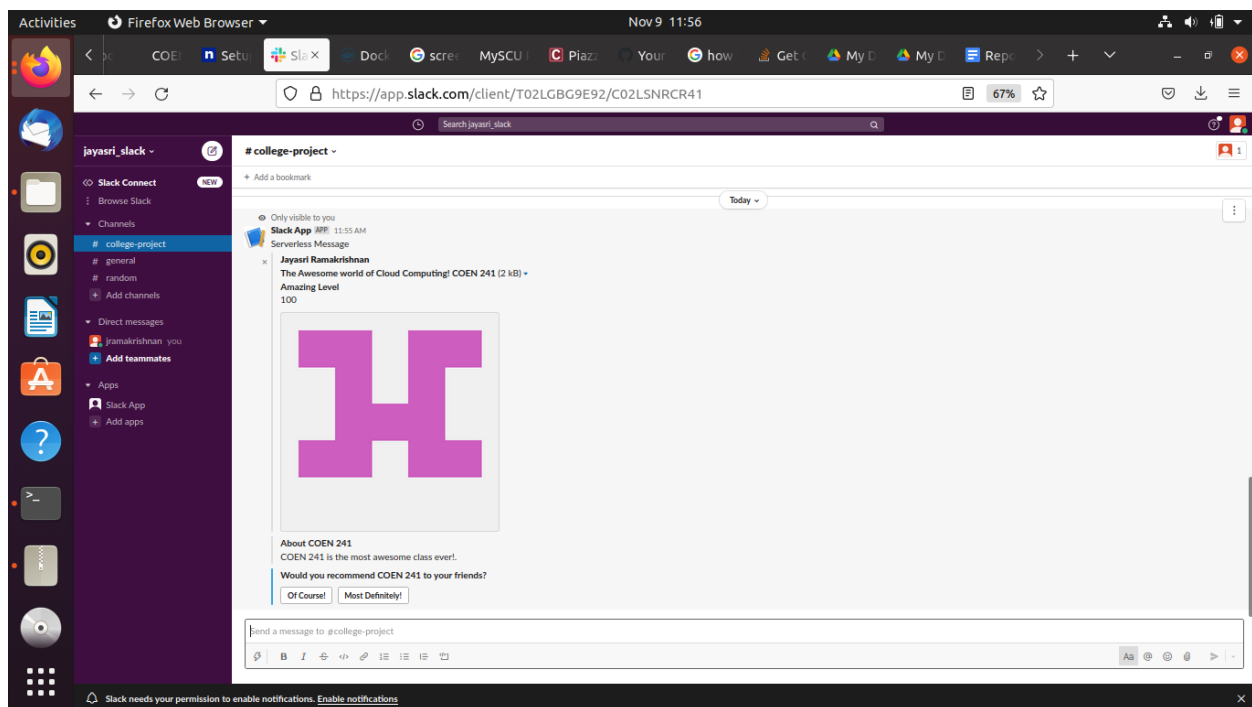 Activities Firefox Web Browser Nov 9 11:56
COEI Setu Sla Dock scree MySCU Piazz Your how Get My D My D Repo
https://app.slack.com/client/T02LGBG9E92/C02LSNRCR41 67%
Search jayasri_slack
jayasri_slack
Slack Connect NEW
Browse Slack
Channels
# college-project
# general
# random
+ Add channels
Direct messages
jramakrishnan you
+ Add teammates
Apps
Slack App
+ Add apps
# college-project
1
+ Add a bookmark
Today
Only visible to you
Slack App APP 11:55 AM
Serverless Message
Jayasri Ramakrishnan
The Awesome world of Cloud Computing! COEN 241 (2 kB)
Amazing Level
100
About COEN 241
COEN 241 is the most awesome class ever!.
Would you recommend COEN 241 to your friends?
Of Course! Most Definitely!
Send a message to #college-project
B I S Aa @
Slack needs your permission to enable notifications. Enable notifications